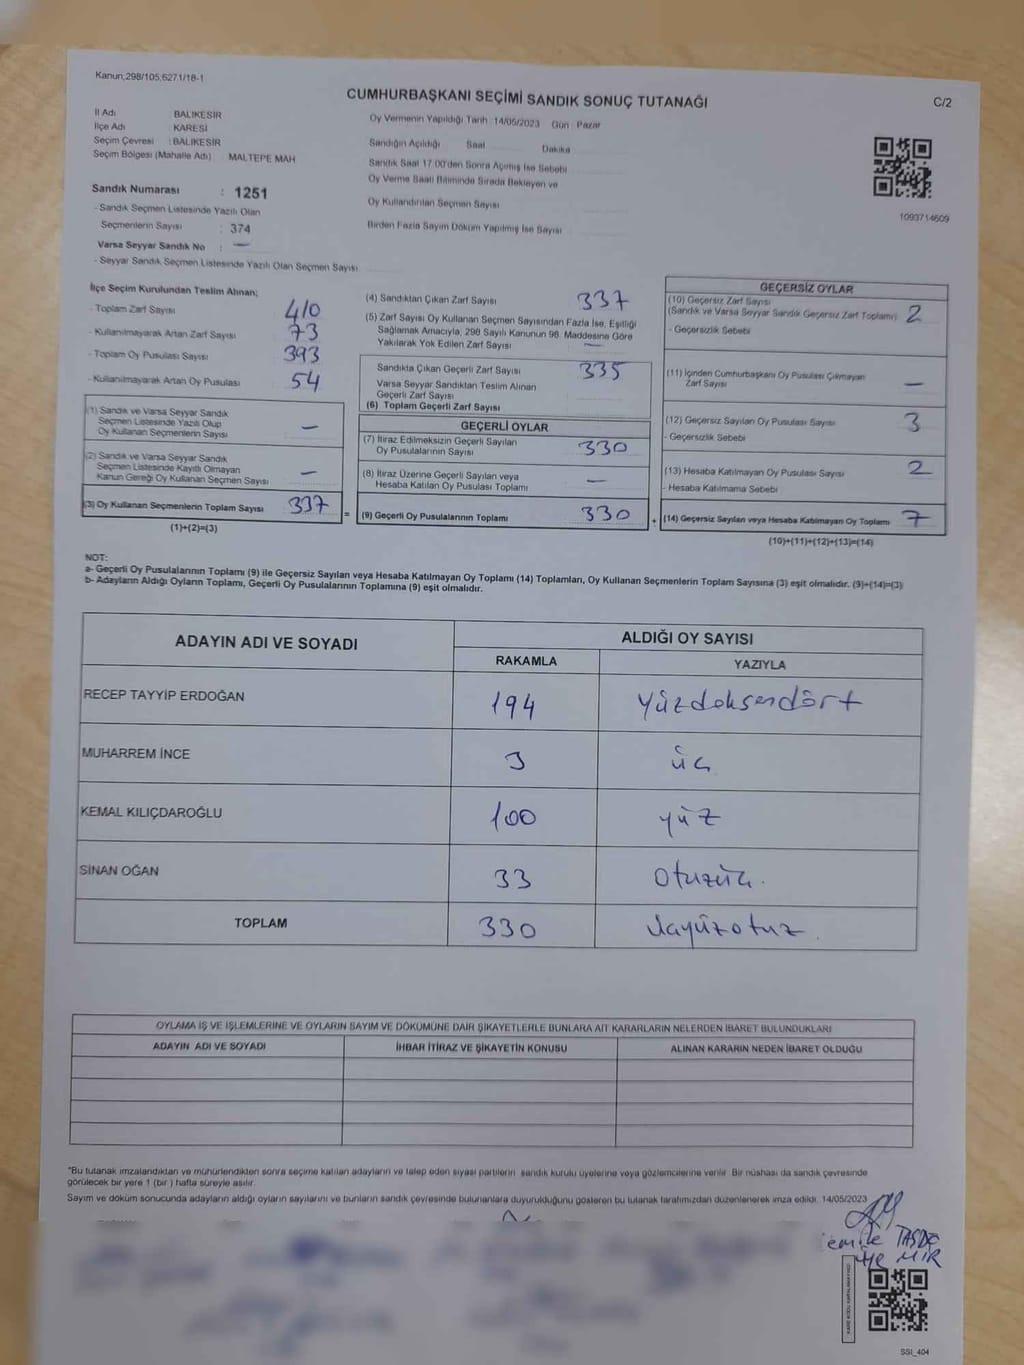 Kanun,298/105,6271/18-1
CUMHURBAŞKANI SEÇİMİ SANDIK SONUÇ TUTANAĞI
C/2
İl Adı BALIKESİR
İlçe Adı KARESİ
Seçim Çevresi : BALIKESİR
Seçim Bölgesi (Mahalle Adı) MALTEPE MAH
Sandık Numarası : 1251
- Sandık Seçmen Listesinde Yazılı Olan
Seçmenlerin Sayısı : 374
Varsa Seyyar Sandık No : —
- Seyyar Sandık Seçmen Listesinde Yazılı Olan Seçmen Sayısı
Oy Vermenin Yapıldığı Tarih :14/05/2023 Gün : Pazar
Sandığın Açıldığı Saat Dakika
Sandık Saat 17.00'den Sonra Açılmış İse Sebebi
Oy Verme Saati Bitiminde Sırada Bekleyen ve
Oy Kullandırılan Seçmen Sayısı
Birden Fazla Sayım Döküm Yapılmış İse Sayısı
1093714609
İlçe Seçim Kurulundan Teslim Alınan;
- Toplam Zarf Sayısı 410
- Kullanılmayarak Artan Zarf Sayısı 73
- Toplam Oy Pusulası Sayısı 393
- Kullanılmayarak Artan Oy Pusulası 54
(1) Sandık ve Varsa Seyyar Sandık
Seçmen Listesinde Yazılı Olup
Oy Kullanan Seçmenlerin Sayısı —
(2) Sandık ve Varsa Seyyar Sandık
Seçmen Listesinde Kayıtlı Olmayan
Kanun Gereği Oy Kullanan Seçmen Sayısı —
(3) Oy Kullanan Seçmenlerin Toplam Sayısı 337
(1)+(2)=(3)
=
(4) Sandıktan Çıkan Zarf Sayısı 337
(5) Zarf Sayısı Oy Kullanan Seçmen Sayısından Fazla İse, Eşitliği
Sağlamak Amacıyla, 298 Sayılı Kanunun 98. Maddesine Göre
Yakılarak Yok Edilen Zarf Sayısı —
Sandıkta Çıkan Geçerli Zarf Sayısı 335
Varsa Seyyar Sandıktan Teslim Alınan
Geçerli Zarf Sayısı
(6) Toplam Geçerli Zarf Sayısı
GEÇERLİ OYLAR
(7) İtiraz Edilmeksizin Geçerli Sayılan
Oy Pusulalarının Sayısı 330
(8) İtiraz Üzerine Geçerli Sayılan veya
Hesaba Katılan Oy Pusulası Toplamı —
(9) Geçerli Oy Pusulalarının Toplamı 330
+
GEÇERSİZ OYLAR
(10) Geçersiz Zarf Sayısı
(Sandık ve Varsa Seyyar Sandık Geçersiz Zarf Toplamı) 2
- Geçersizlik Sebebi
(11) İçinden Cumhurbaşkanı Oy Pusulası Çıkmayan
Zarf Sayısı —
(12) Geçersiz Sayılan Oy Pusulası Sayısı 3
- Geçersizlik Sebebi
(13) Hesaba Katılmayan Oy Pusulası Sayısı 2
- Hesaba Katılmama Sebebi
(14) Geçersiz Sayılan veya Hesaba Katılmayan Oy Toplamı 7
(10)+(11)+(12)+(13)=(14)
NOT:
a- Geçerli Oy Pusulalarının Toplamı (9) ile Geçersiz Sayılan veya Hesaba Katılmayan Oy Toplamı (14) Toplamları, Oy Kullanan Seçmenlerin Toplam Sayısına (3) eşit olmalıdır. (9)+(14)=(3)
b- Adayların Aldığı Oyların Toplamı, Geçerli Oy Pusulalarının Toplamına (9) eşit olmalıdır.
ADAYIN ADI VE SOYADI ALDIĞI OY SAYISI
RAKAMLA YAZIYLA
RECEP TAYYİP ERDOĞAN 194 yüzdoksandört
MUHARREM İNCE 3 üç
KEMAL KILIÇDAROĞLU 100 yüz
SİNAN OĞAN 33 otuzüç.
TOPLAM 330 üçyüzotuz.
OYLAMA İŞ VE İŞLEMLERİNE VE OYLARIN SAYIM VE DÖKÜMÜNE DAİR ŞİKAYETLERLE BUNLARA AİT KARARLARIN NELERDEN İBARET BULUNDUKLARI
ADAYIN ADI VE SOYADI İHBAR İTİRAZ VE ŞİKAYETİN KONUSU ALINAN KARARIN NEDEN İBARET OLDUĞU
"Bu tutanak imzalandıktan ve mühürlendikten sonra seçime katılan adayların ve talep eden siyasi partilerin sandık kurulu üyelerine veya gözlemcilerine verilir. Bir nüshası da sandık çevresinde
görülecek bir yere 1 (bir ) hafta süreyle asılır.
Sayım ve döküm sonucunda adayların aldığı oyların sayılarını ve bunların sandık çevresinde bulunanlara duyurulduğunu gösteren bu tutanak tarafımızdan düzenlenerek imza edildi. 14/05/2023
emine TAŞDE
MİR
KARE KODU KAPATMAYINIZ
SSI_404